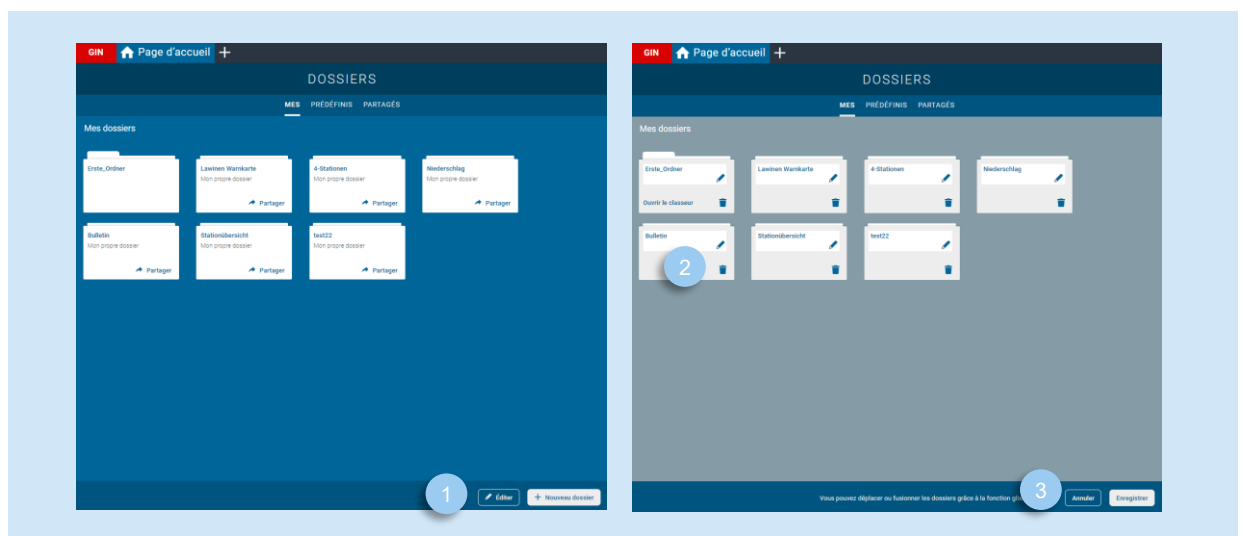 GIN Page d'accueil +
DOSSIERS
MES PRÉDÉFINIS PARTAGÉS
Mes dossiers
Erste_Ordner
Lawinen Warnkarte
Mon propre dossier
Partager
4-Stationen
Mon propre dossier
Partager
Niederschlag
Mon propre dossier
Partager
Bulletin
Mon propre dossier
Partager
Stationübersicht
Mon propre dossier
Partager
test22
Mon propre dossier
Partager
1
Éditer
+ Nouveau dossier
GIN Page d'accueil +
DOSSIERS
MES PRÉDÉFINIS PARTAGÉS
Mes dossiers
Erste_Ordner
Ouvrir le classeur
Lawinen Warnkarte
4-Stationen
Niederschlag
Bulletin
2
Stationübersicht
test22
Vous pouvez déplacer ou fusionner les dossiers grâce à la fonction
3
Annuler
Enregistrer